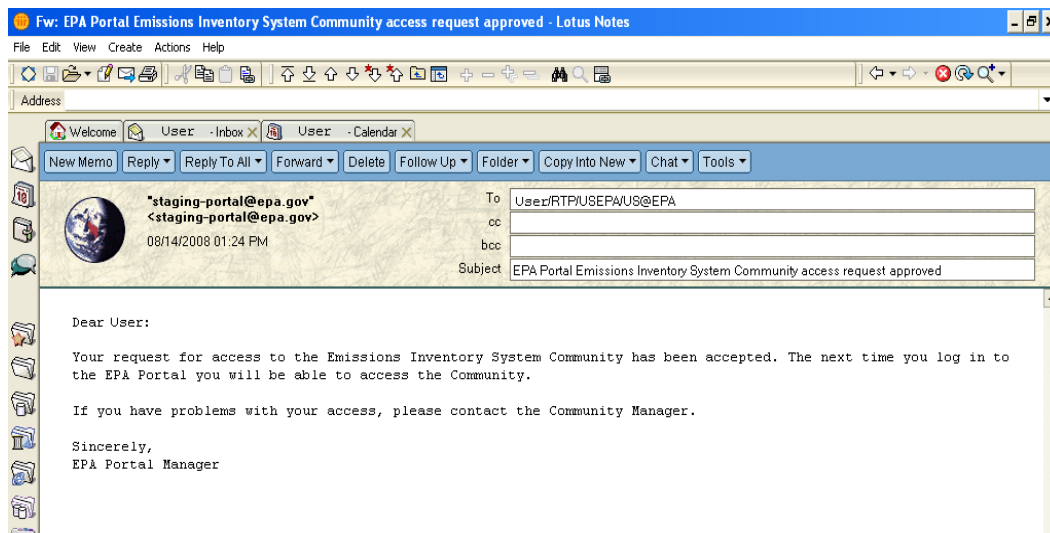 Fw: EPA Portal Emissions Inventory System Community access request approved - Lotus Notes
File Edit View Create Actions Help
Address
Welcome User - Inbox User - Calendar
New Memo Reply Reply To All Forward Delete Follow Up Folder Copy Into New Chat Tools
"staging-portal@epa.gov"
<staging-portal@epa.gov>
08/14/2008 01:24 PM
To User/RTP/USEPA/US@EPA
cc
bcc
Subject EPA Portal Emissions Inventory System Community access request approved
Dear User:
Your request for access to the Emissions Inventory System Community has been accepted. The next time you log in to
the EPA Portal you will be able to access the Community.
If you have problems with your access, please contact the Community Manager.
Sincerely,
EPA Portal Manager